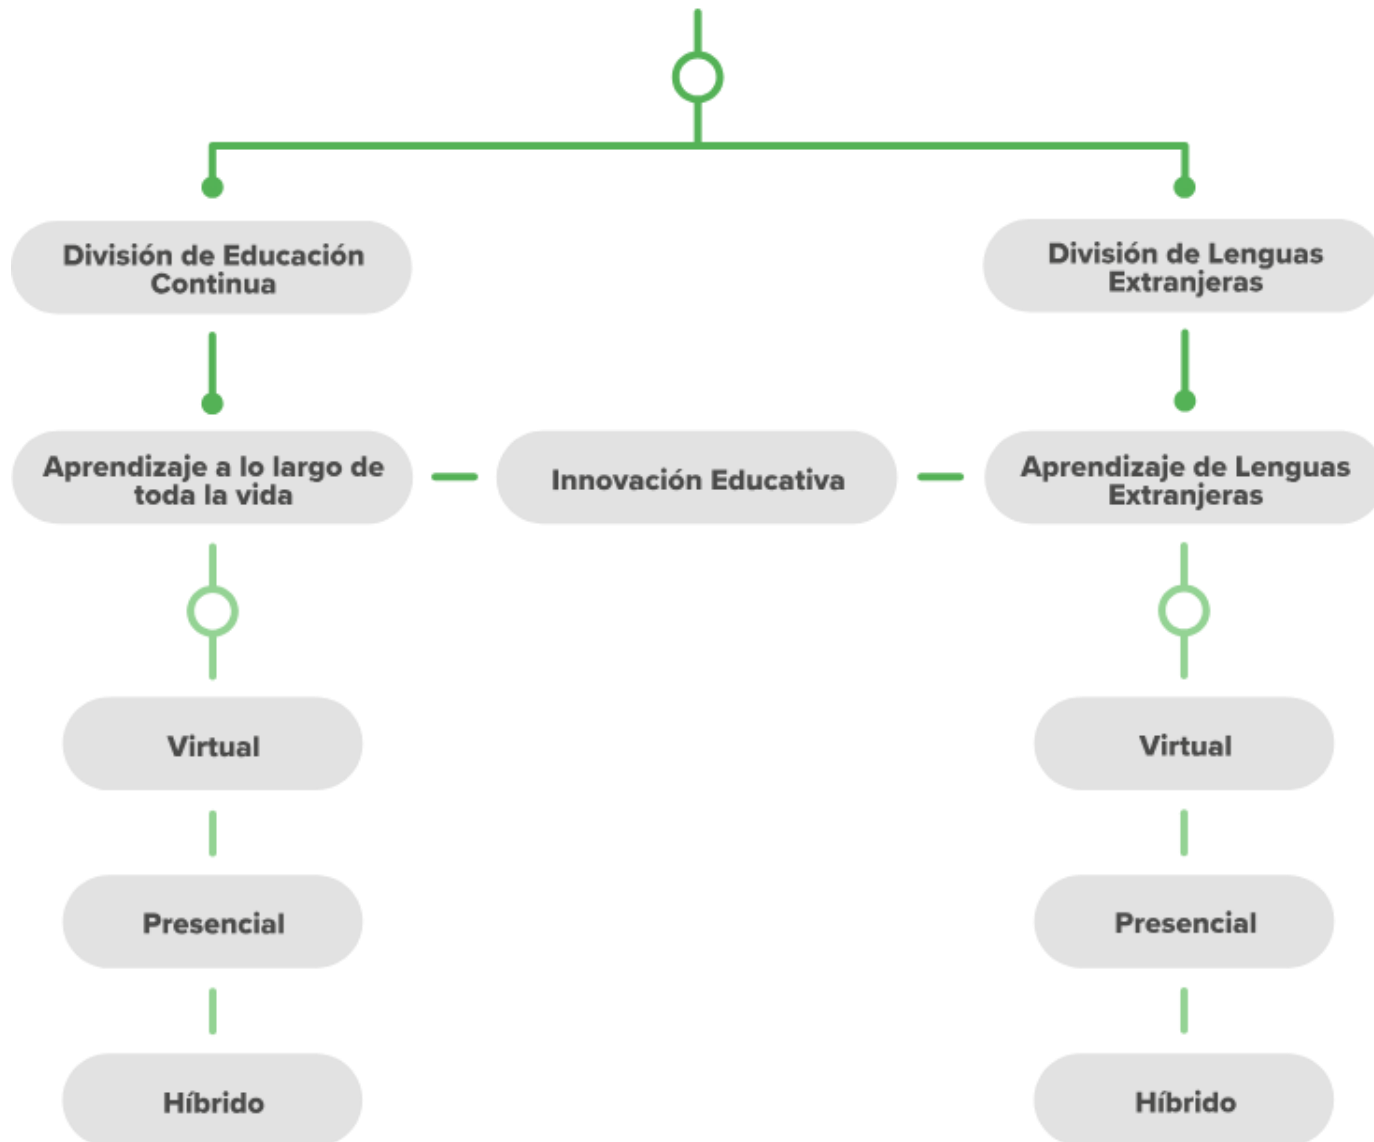 División de Educación
Continua
División de Lenguas
Extranjeras
Aprendizaje a lo largo de
toda la vida
Innovación Educativa
Aprendizaje de Lenguas
Extranjeras
Virtual
Virtual
Presencial
Presencial
Híbrido
Híbrido